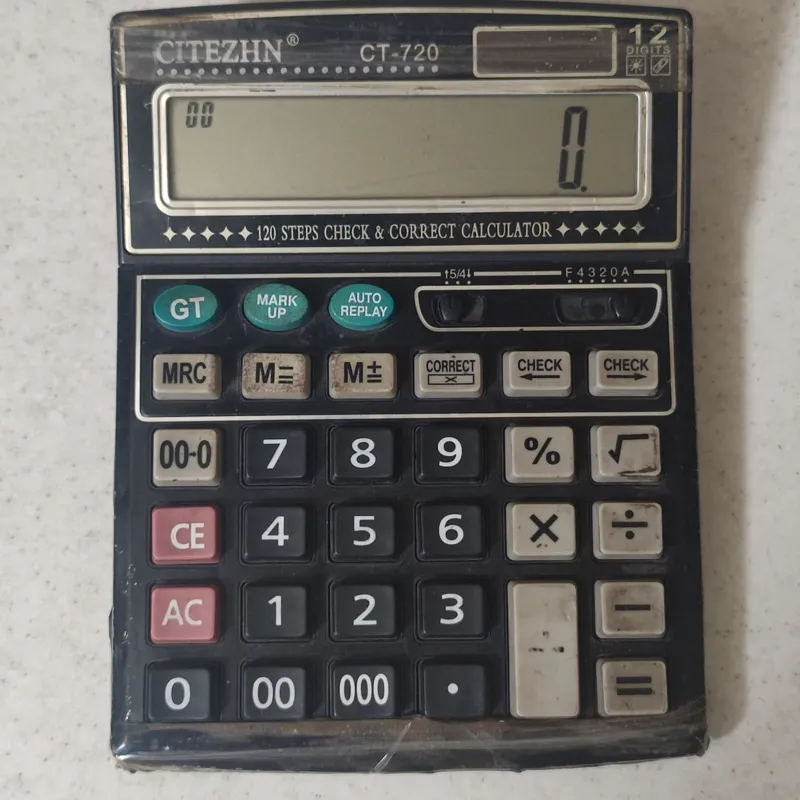 CITEZHN® CT-720 12
DIGITS
00 0.
120 STEPS CHECK & CORRECT CALCULATOR
↑5/4↓ F 4 3 2 0 A
GT MARK UP AUTO REPLAY
MRC M= M± CORRECT × CHECK ← CHECK →
00→0 7 8 9 % √
CE 4 5 6 × ÷
AC 1 2 3 −
0 00 000 . =